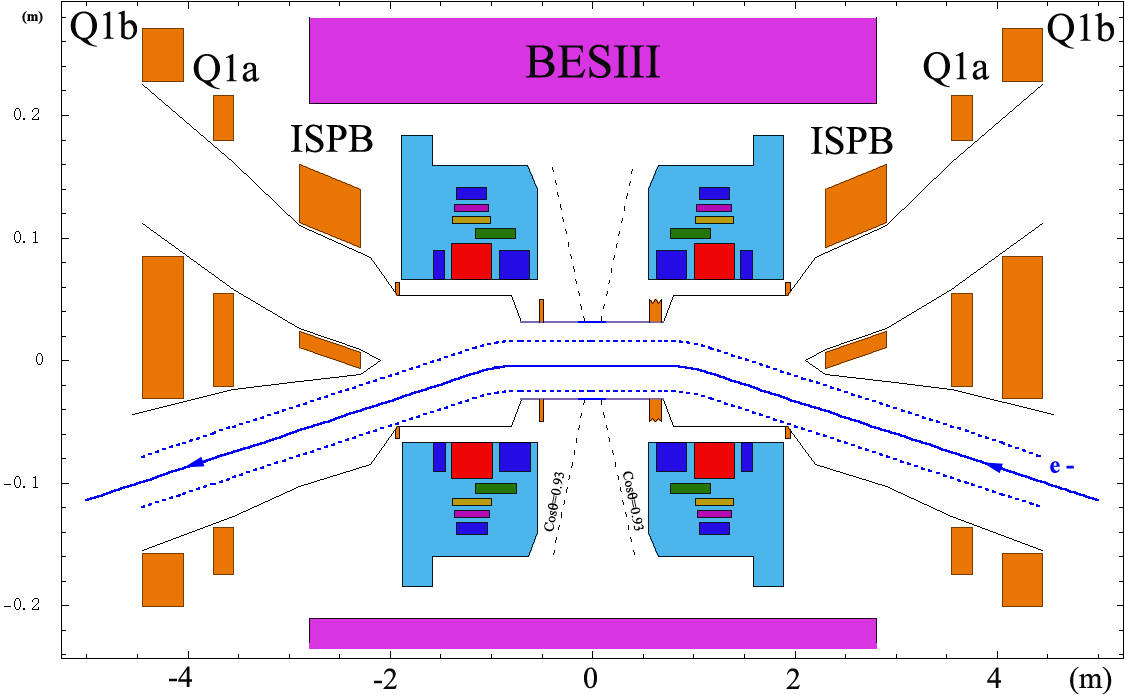 (m)
Q1b
Q1b
BESIII
Q1a
Q1a
0.2
ISPB
ISPB
0.1
0
e -
-0.1
Cosθ=0.93
Cosθ=0.93
-0.2
-4
-2
0
2
4
(m)